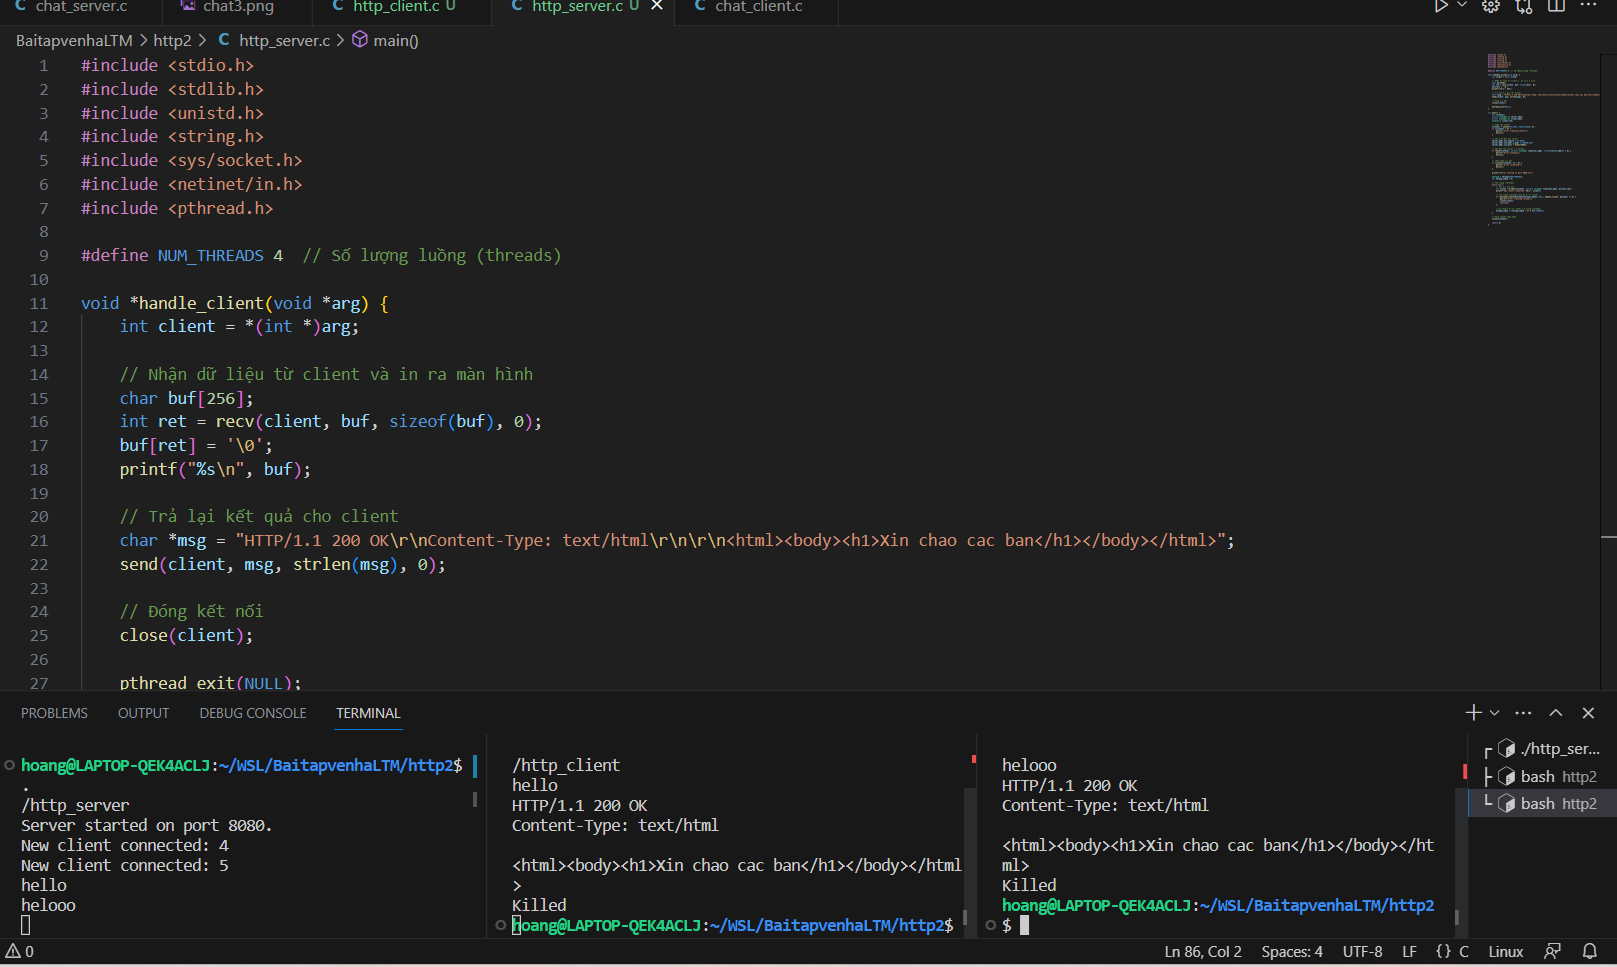 C chat_server.c chat3.png C http_client.c U C http_server.c U × C chat_client.c
BaitapvenhaLTM > http2 > C http_server.c > main()
1 #include <stdio.h>
2 #include <stdlib.h>
3 #include <unistd.h>
4 #include <string.h>
5 #include <sys/socket.h>
6 #include <netinet/in.h>
7 #include <pthread.h>
8
9 #define NUM_THREADS 4  // Số lượng luồng (threads)
10
11 void *handle_client(void *arg) {
12     int client = *(int *)arg;
13
14     // Nhận dữ liệu từ client và in ra màn hình
15     char buf[256];
16     int ret = recv(client, buf, sizeof(buf), 0);
17     buf[ret] = '\0';
18     printf("%s\n", buf);
19
20     // Trả lại kết quả cho client
21     char *msg = "HTTP/1.1 200 OK\r\nContent-Type: text/html\r\n\r\n<html><body><h1>Xin chao cac ban</h1></body></html>";
22     send(client, msg, strlen(msg), 0);
23
24     // Đóng kết nối
25     close(client);
26
27     pthread_exit(NULL);
PROBLEMS OUTPUT DEBUG CONSOLE TERMINAL
hoang@LAPTOP-QEK4ACLJ:~/WSL/BaitapvenhaLTM/http2$
.
/http_server
Server started on port 8080.
New client connected: 4
New client connected: 5
hello
helooo
/http_client
hello
HTTP/1.1 200 OK
Content-Type: text/html
<html><body><h1>Xin chao cac ban</h1></body></html
>
Killed
hoang@LAPTOP-QEK4ACLJ:~/WSL/BaitapvenhaLTM/http2$
helooo
HTTP/1.1 200 OK
Content-Type: text/html
<html><body><h1>Xin chao cac ban</h1></body></ht
ml>
Killed
hoang@LAPTOP-QEK4ACLJ:~/WSL/BaitapvenhaLTM/http2
$
./http_ser...
bash http2
bash http2
0 Ln 86, Col 2 Spaces: 4 UTF-8 LF {} C Linux